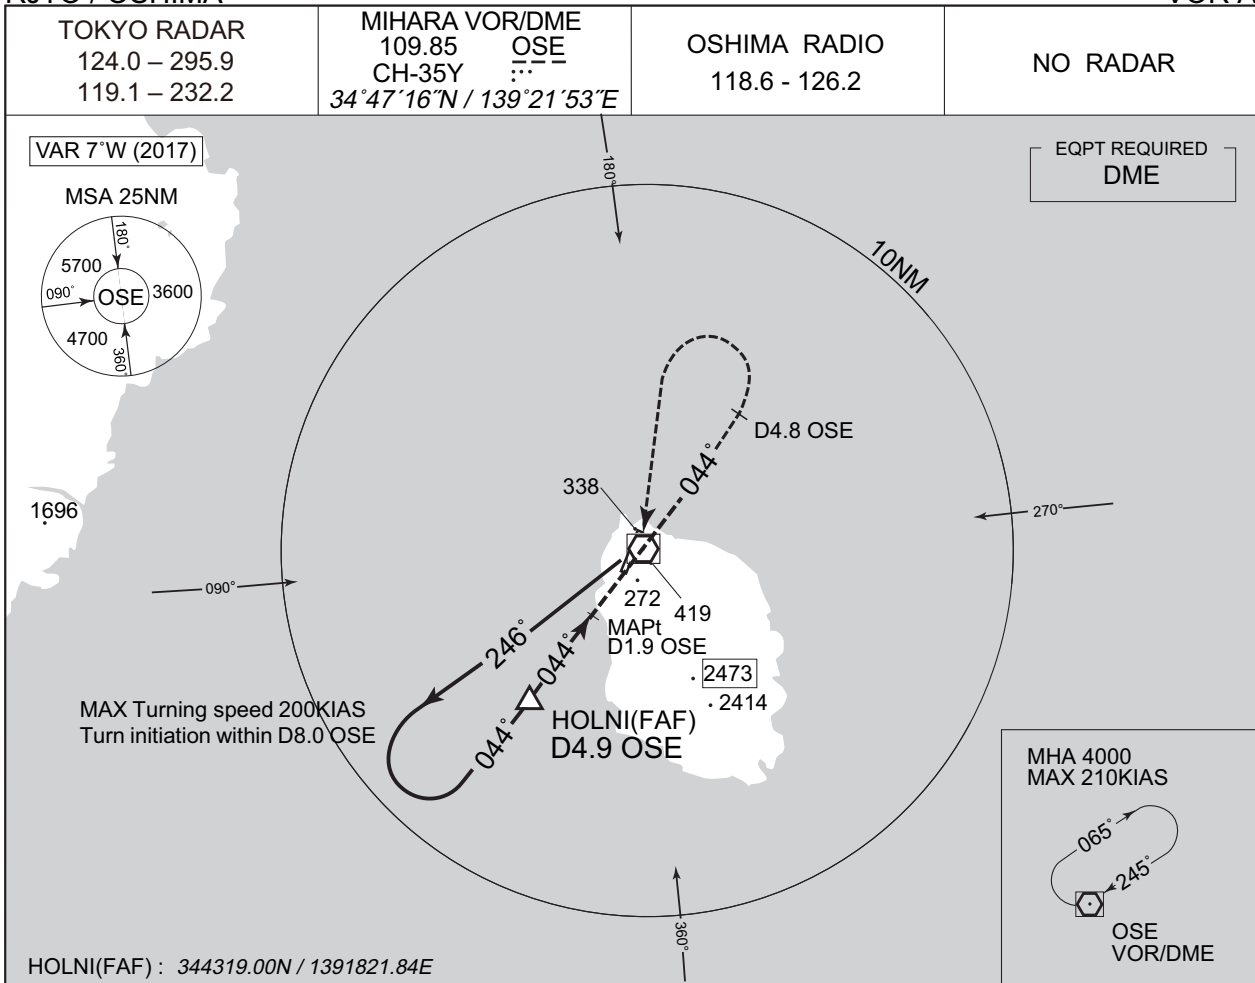 TOKYO RADAR
124.0 – 295.9
119.1 – 232.2
MIHARA VOR/DME
109.85 OSE
CH-35Y
34˚47´16˝N / 139˚21´53˝E
OSHIMA RADIO
118.6 - 126.2
NO RADAR
VAR 7˚W (2017)
MSA 25NM
180˚
5700
090˚
OSE
3600
4700
360˚
180˚
EQPT REQUIRED
DME
10NM
D4.8 OSE
044˚
338
1696
270˚
090˚
272
419
MAPt
D1.9 OSE
246˚
044˚
2473
2414
MAX Turning speed 200KIAS
Turn initiation within D8.0 OSE
044˚
HOLNI(FAF)
D4.9 OSE
MHA 4000
MAX 210KIAS
065˚
245˚
OSE
VOR/DME
360˚
HOLNI(FAF) : 344319.00N / 1391821.84E